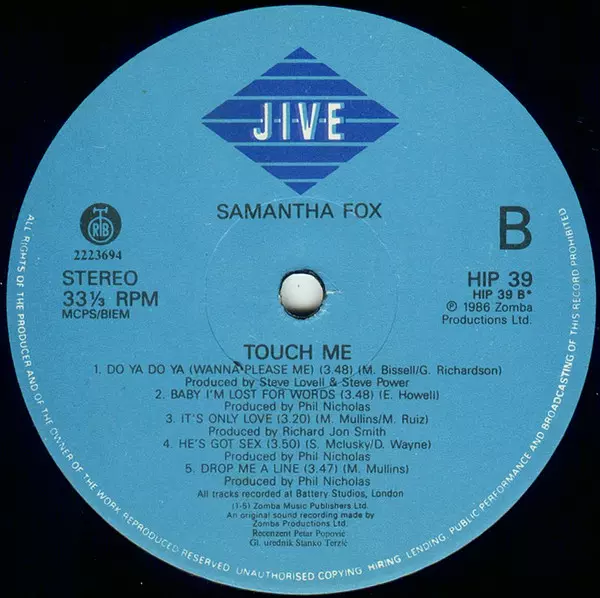 JIVE
SAMANTHA FOX
B
RTB
2223694
STEREO
33⅓ RPM
MCPS/BIEM
HIP 39
HIP 39 B*
℗ 1986 Zomba
Productions Ltd.
TOUCH ME
1. DO YA DO YA (WANNA PLEASE ME) (3.48) (M. Bissell/G. Richardson)
Produced by Steve Lovell & Steve Power
2. BABY I'M LOST FOR WORDS (3.48) (E. Howell)
Produced by Phil Nicholas
3. IT'S ONLY LOVE (3.20) (M. Mullins/M. Ruiz)
Produced by Richard Jon Smith
4. HE'S GOT SEX (3.50) (S. Mclusky/D. Wayne)
Produced by Phil Nicholas
5. DROP ME A LINE (3.47) (M. Mullins)
Produced by Phil Nicholas
All tracks recorded at Battery Studios, London
(1-5) Zomba Music Publishers Ltd.
An original sound recording made by
Zomba Productions Ltd.
Recenzent Petar Popović
Gl. urednik Stanko Terzić
ALL RIGHTS OF THE PRODUCER AND OF THE OWNER OF THE WORK REPRODUCED RESERVED. UNAUTHORISED COPYING, HIRING, LENDING, PUBLIC PERFORMANCE AND BROADCASTING OF THIS RECORD PROHIBITED